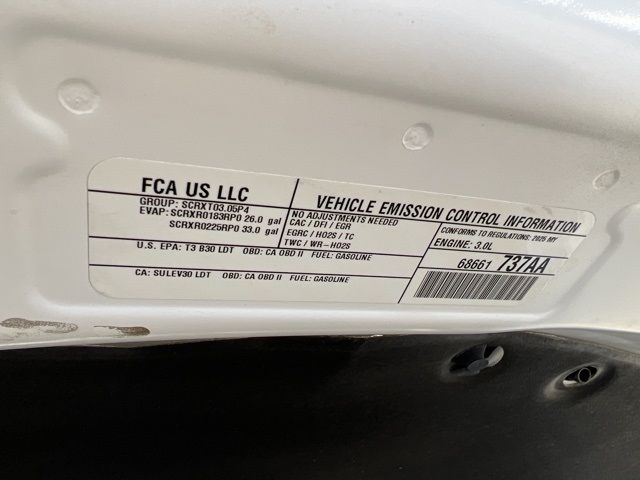 FCA US LLC
GROUP: SCRXT03.05P4
EVAP: SCRXR0183RP0 26.0 gal
SCRXR0225RP0 33.0 gal
U.S. EPA: T3 B30 LDT OBD: CA OBD II FUEL: GASOLINE
CA: SULEV30 LDT OBD: CA OBD II FUEL: GASOLINE
VEHICLE EMISSION CONTROL INFORMATION
NO ADJUSTMENTS NEEDED
CAC / DFI / EGR
EGRC / HO2S / TC
TWC / WR-HO2S
CONFORMS TO REGULATIONS: 2025 MY
ENGINE: 3.0L
68661 737AA